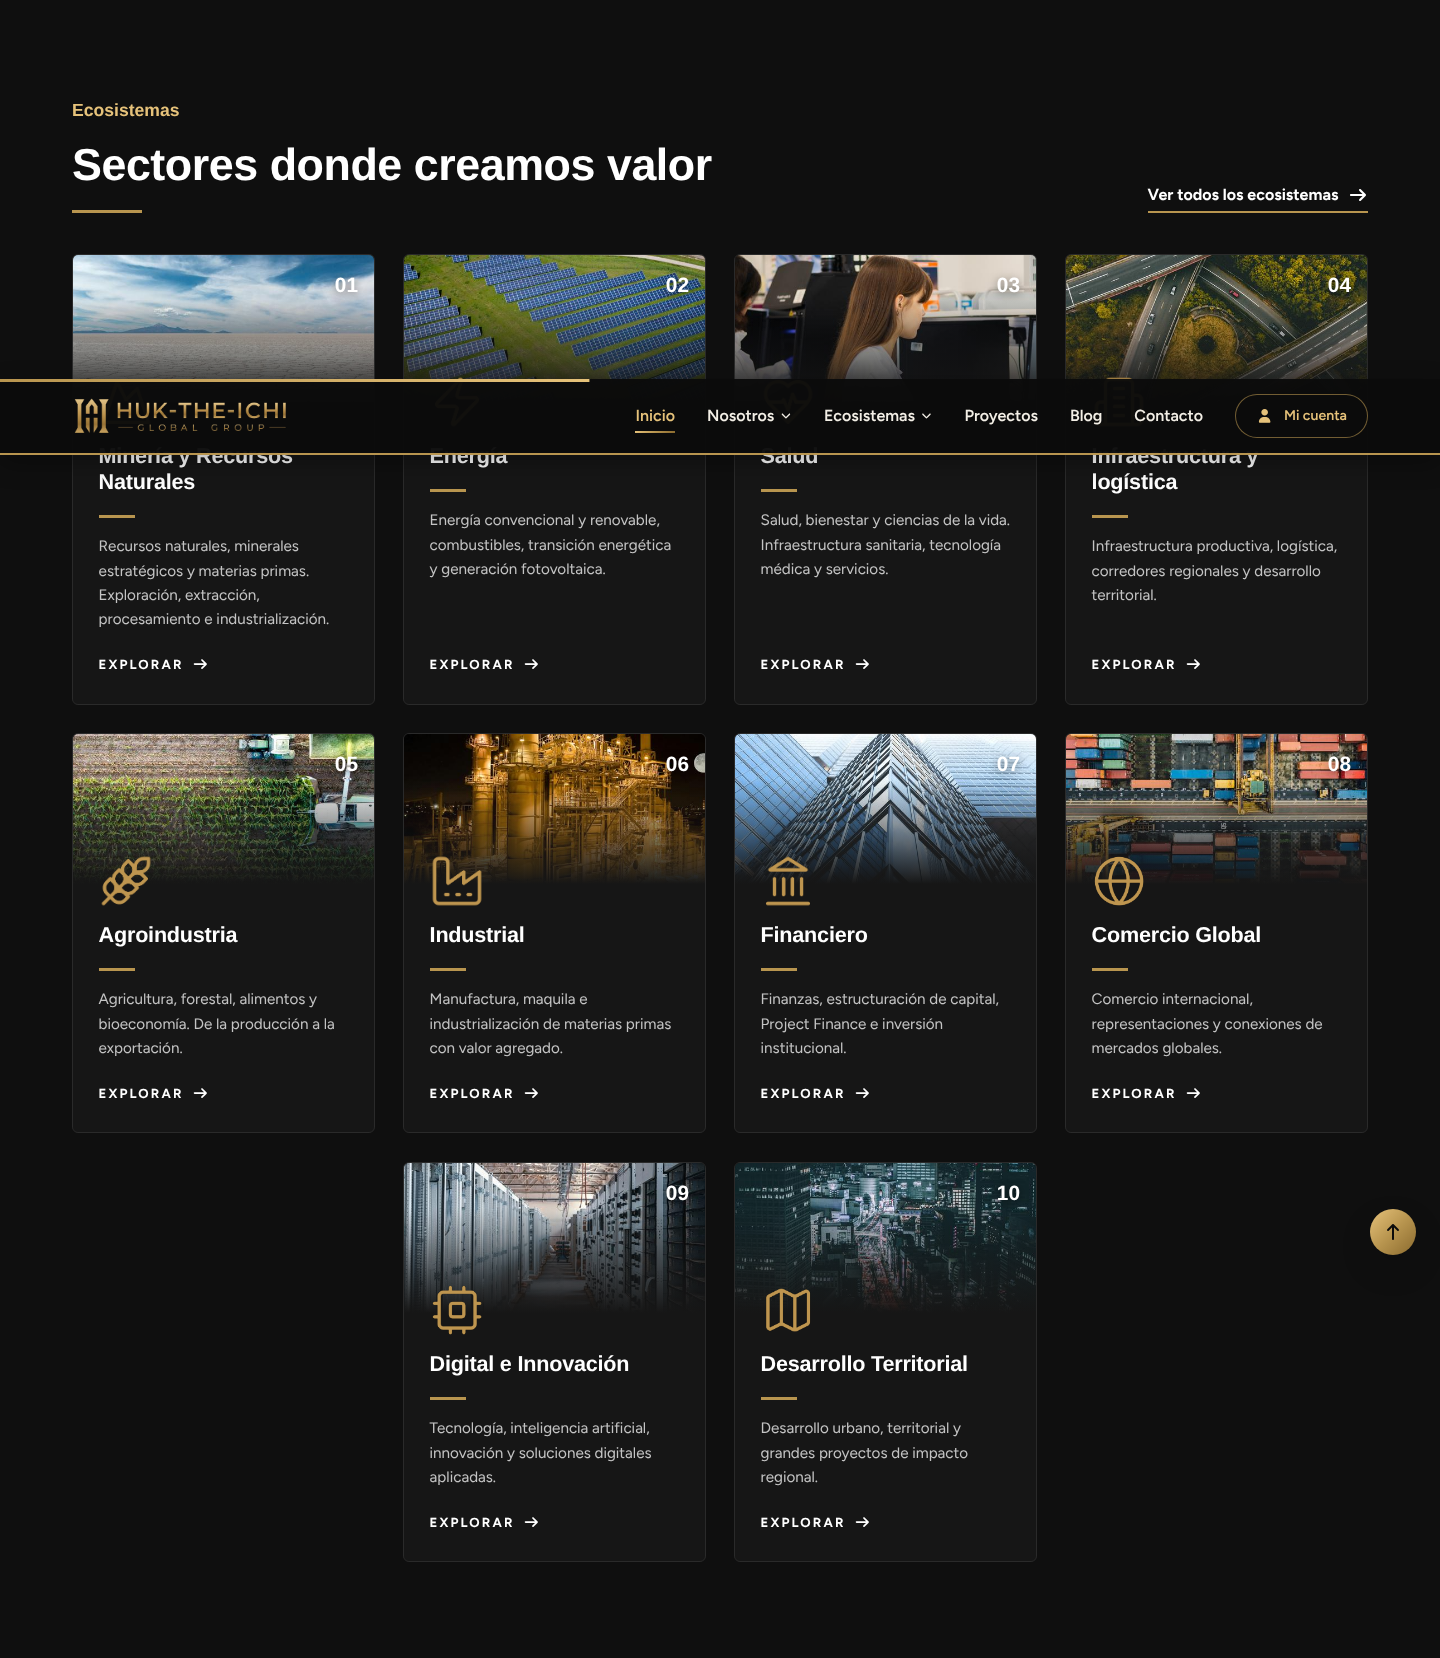 Ecosistemas
Sectores donde creamos valor
Ver todos los ecosistemas
01
02
03
04
HUK-THE-ICHI
GLOBAL GROUP
Inicio
Nosotros
Ecosistemas
Proyectos
Blog
Contacto
Mi cuenta
Minería y Recursos
Naturales
Recursos naturales, minerales
estratégicos y materias primas.
Exploración, extracción,
procesamiento e industrialización.
EXPLORAR
Energía
Energía convencional y renovable,
combustibles, transición energética
y generación fotovoltaica.
EXPLORAR
Salud
Salud, bienestar y ciencias de la vida.
Infraestructura sanitaria, tecnología
médica y servicios.
EXPLORAR
Infraestructura y
logística
Infraestructura productiva, logística,
corredores regionales y desarrollo
territorial.
EXPLORAR
05
Agroindustria
Agricultura, forestal, alimentos y
bioeconomía. De la producción a la
exportación.
EXPLORAR
06
Industrial
Manufactura, maquila e
industrialización de materias primas
con valor agregado.
EXPLORAR
07
Financiero
Finanzas, estructuración de capital,
Project Finance e inversión
institucional.
EXPLORAR
08
Comercio Global
Comercio internacional,
representaciones y conexiones de
mercados globales.
EXPLORAR
09
Digital e Innovación
Tecnología, inteligencia artificial,
innovación y soluciones digitales
aplicadas.
EXPLORAR
10
Desarrollo Territorial
Desarrollo urbano, territorial y
grandes proyectos de impacto
regional.
EXPLORAR